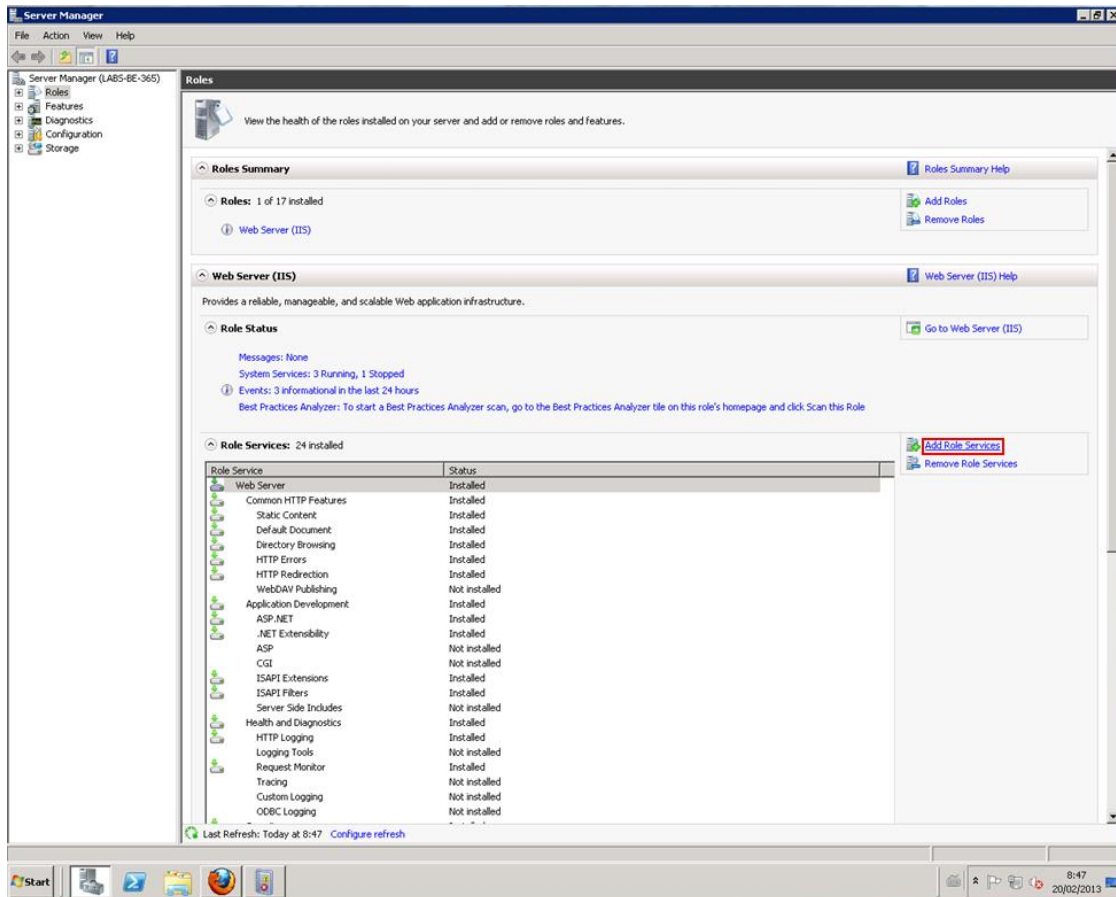 Server Manager
File Action View Help
Server Manager (LABS-BE-365)
Roles
Features
Diagnostics
Configuration
Storage
Roles
View the health of the roles installed on your server and add or remove roles and features.
Roles Summary
Roles Summary Help
Roles: 1 of 17 installed
Add Roles
Remove Roles
Web Server (IIS)
Web Server (IIS)
Web Server (IIS) Help
Provides a reliable, manageable, and scalable Web application infrastructure.
Role Status
Go to Web Server (IIS)
Messages: None
System Services: 3 Running, 1 Stopped
Events: 3 informational in the last 24 hours
Best Practices Analyzer: To start a Best Practices Analyzer scan, go to the Best Practices Analyzer tile on this role's homepage and click Scan this Role
Role Services: 24 installed
Add Role Services
Remove Role Services
Role Service Status
Web Server Installed
Common HTTP Features Installed
Static Content Installed
Default Document Installed
Directory Browsing Installed
HTTP Errors Installed
HTTP Redirection Installed
WebDAV Publishing Not installed
Application Development Installed
ASP.NET Installed
.NET Extensibility Installed
ASP Not installed
CGI Not installed
ISAPI Extensions Installed
ISAPI Filters Installed
Server Side Includes Not installed
Health and Diagnostics Installed
HTTP Logging Installed
Logging Tools Not installed
Request Monitor Installed
Tracing Not installed
Custom Logging Not installed
ODBC Logging Not installed
Last Refresh: Today at 8:47 Configure refresh
Start
8:47
20/02/2013